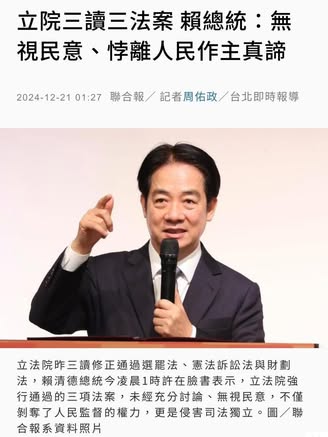 立院三讀三法案 賴總統：無
視民意、悖離人民作主真諦
2024-12-21 01:27 聯合報／ 記者周佑政／台北即時報導
立法院昨三讀修正通過選罷法、憲法訴訟法與財劃
法，賴清德總統今凌晨1時許在臉書表示，立法院強
行通過的三項法案，未經充分討論、無視民意，不僅
剝奪了人民監督的權力，更是侵害司法獨立。圖／聯
合報系資料照片